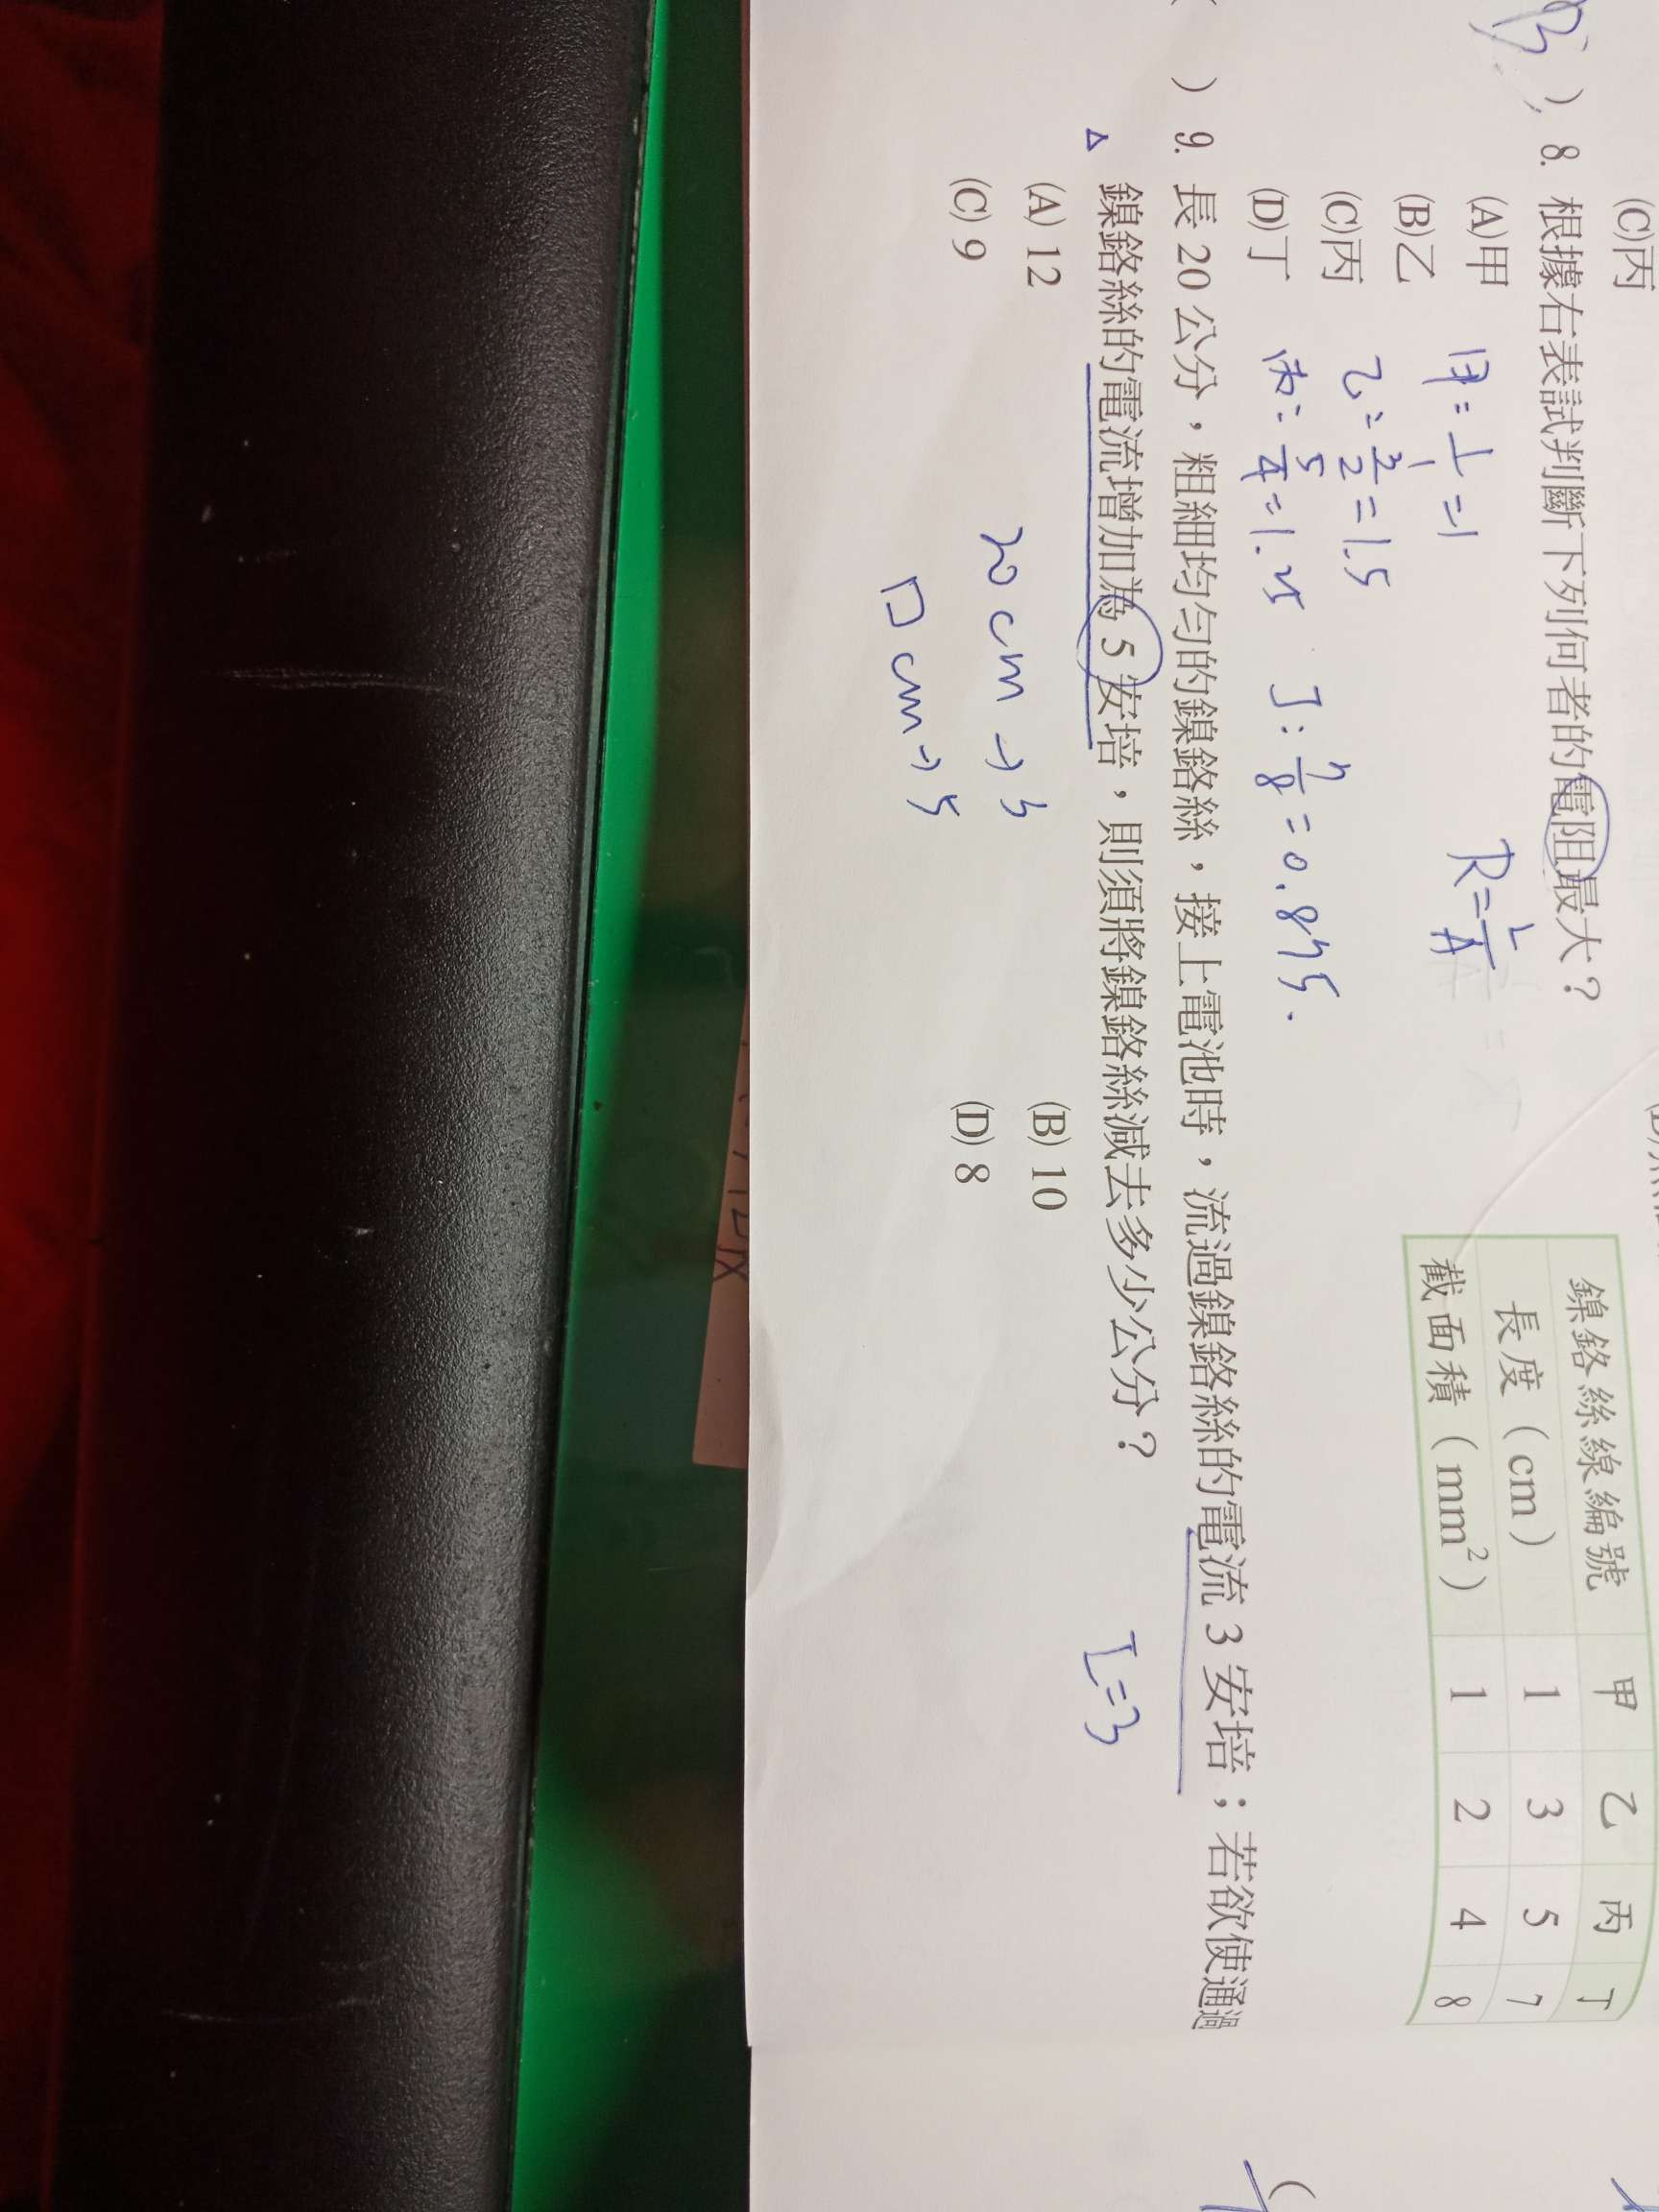 (C)丙
) 8. 根據右表試判斷下列何者的電阻最大？
(A)甲
(B)乙
(C)丙
(D)丁
甲=1/1=1
乙:3/2=1.5
丙:5/4=1.25
丁:7/8=0.875.
R=L/A
鎳鉻絲線編號 甲 乙 丙 丁
長度（cm） 1 3 5 7
截面積（mm²） 1 2 4 8
( ) 9. 長 20 公分，粗細均勻的鎳鉻絲，接上電池時，流過鎳鉻絲的電流 3 安培；若欲使通過
△ 鎳鉻絲的電流增加為 5 安培，則須將鎳鉻絲減去多少公分？
I=3
(A) 12 (B) 10
(C) 9 (D) 8
20cm→3
□cm→5